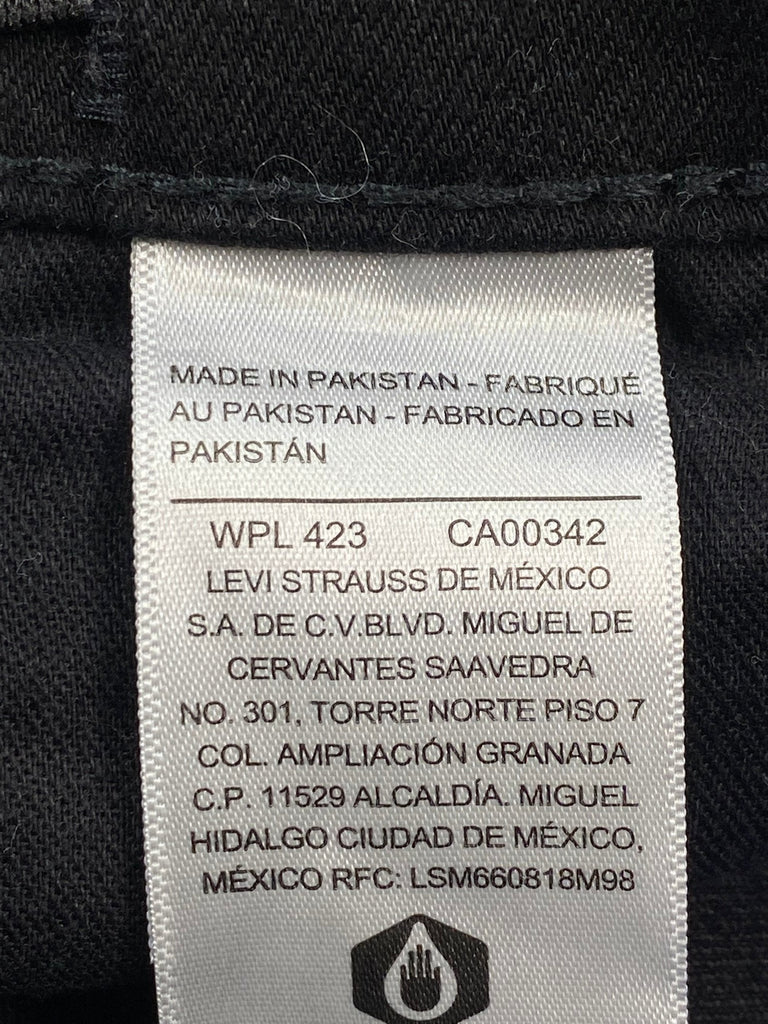 MADE IN PAKISTAN - FABRIQUÉ
AU PAKISTAN - FABRICADO EN
PAKISTÁN
WPL 423 CA00342
LEVI STRAUSS DE MÉXICO
S.A. DE C.V.BLVD. MIGUEL DE
CERVANTES SAAVEDRA
NO. 301, TORRE NORTE PISO 7
COL. AMPLIACIÓN GRANADA
C.P. 11529 ALCALDÍA. MIGUEL
HIDALGO CIUDAD DE MÉXICO,
MÉXICO RFC: LSM660818M98